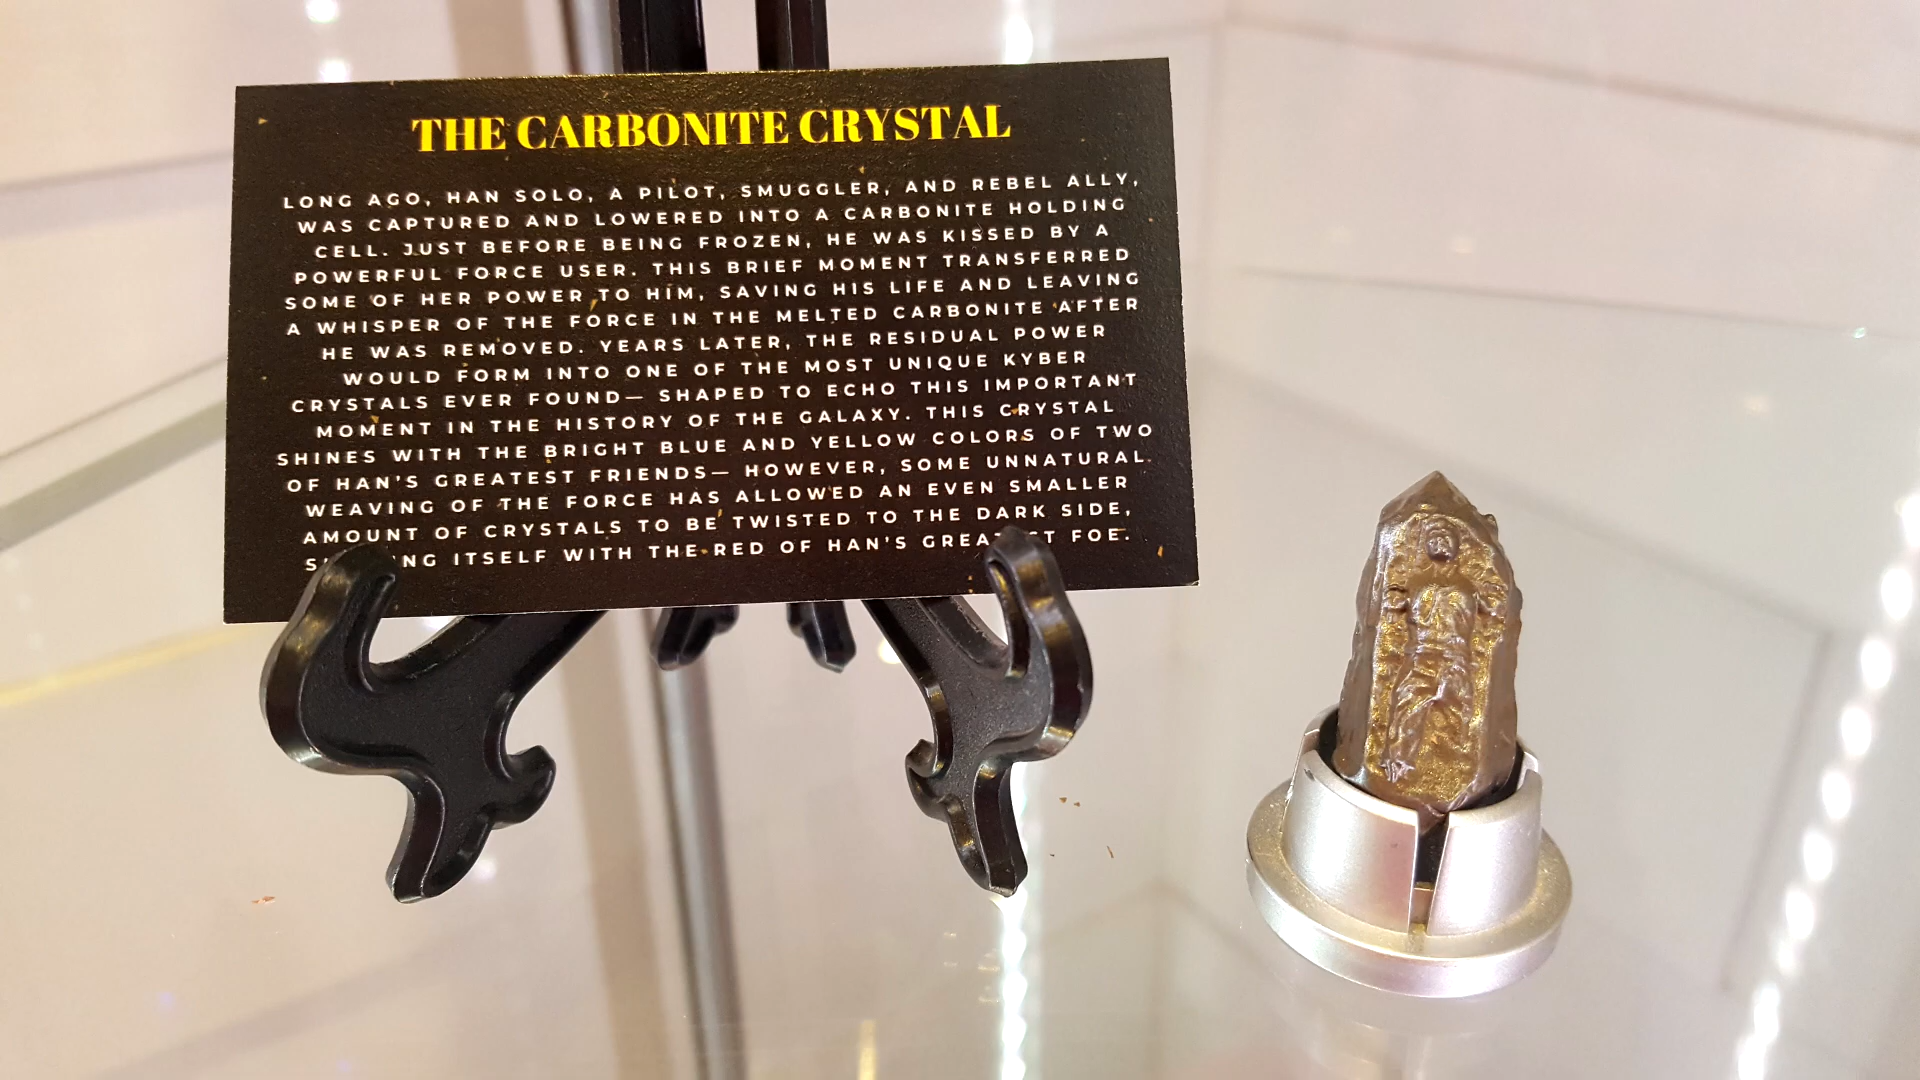 THE CARBONITE CRYSTAL
LONG AGO, HAN SOLO, A PILOT, SMUGGLER, AND REBEL ALLY,
WAS CAPTURED AND LOWERED INTO A CARBONITE HOLDING
CELL. JUST BEFORE BEING FROZEN, HE WAS KISSED BY A
POWERFUL FORCE USER. THIS BRIEF MOMENT TRANSFERRED
SOME OF HER POWER TO HIM, SAVING HIS LIFE AND LEAVING
A WHISPER OF THE FORCE IN THE MELTED CARBONITE AFTER
HE WAS REMOVED. YEARS LATER, THE RESIDUAL POWER
WOULD FORM INTO ONE OF THE MOST UNIQUE KYBER
CRYSTALS EVER FOUND— SHAPED TO ECHO THIS IMPORTANT
MOMENT IN THE HISTORY OF THE GALAXY. THIS CRYSTAL
SHINES WITH THE BRIGHT BLUE AND YELLOW COLORS OF TWO
OF HAN'S GREATEST FRIENDS— HOWEVER, SOME UNNATURAL
WEAVING OF THE FORCE HAS ALLOWED AN EVEN SMALLER
AMOUNT OF CRYSTALS TO BE TWISTED TO THE DARK SIDE,
ITSELF WITH THE RED OF HAN'S FOE.